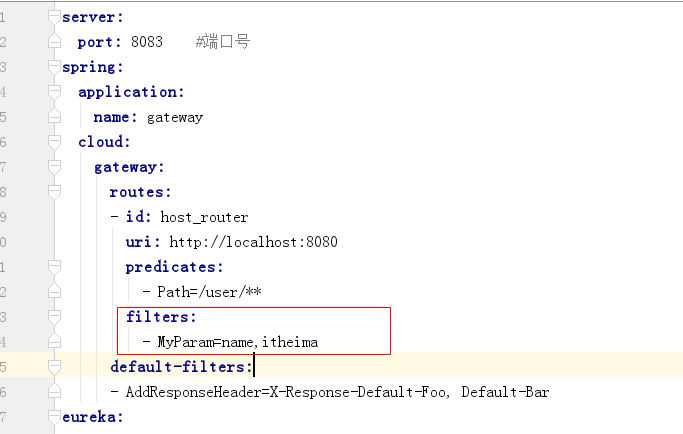 1 server:
2 port: 8083 #端口号
3 spring:
4 application:
5 name: gateway
6 cloud:
7 gateway:
8 routes:
9 - id: host_router
0 uri: http://localhost:8080
1 predicates:
2 - Path=/user/**
3 filters:
4 - MyParam=name,itheima
5 default-filters:
6 - AddResponseHeader=X-Response-Default-Foo, Default-Bar
7 eureka: